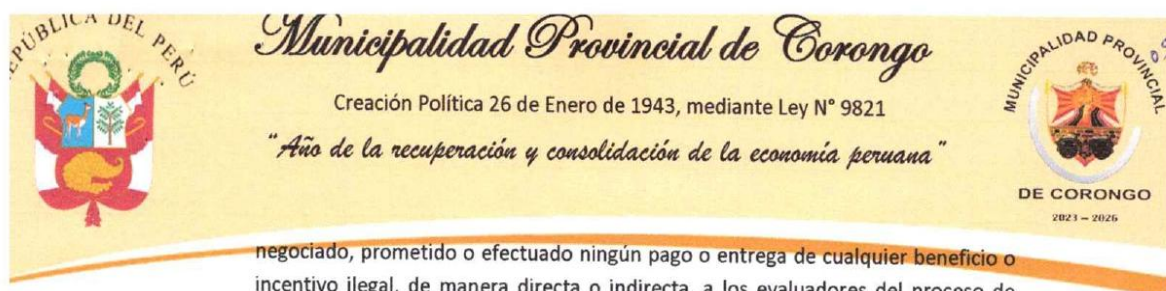 REPÚBLICA DEL PERÚ
Municipalidad Provincial de Corongo
Creación Política 26 de Enero de 1943, mediante Ley N° 9821
"Año de la recuperación y consolidación de la economía peruana"
MUNICIPALIDAD PROVINCIAL
DE CORONGO
2023 – 2026
negociado, prometido o efectuado ningún pago o entrega de cualquier beneficio o
incentivo ilegal, de manera directa o indirecta, a los evaluadores del proceso de